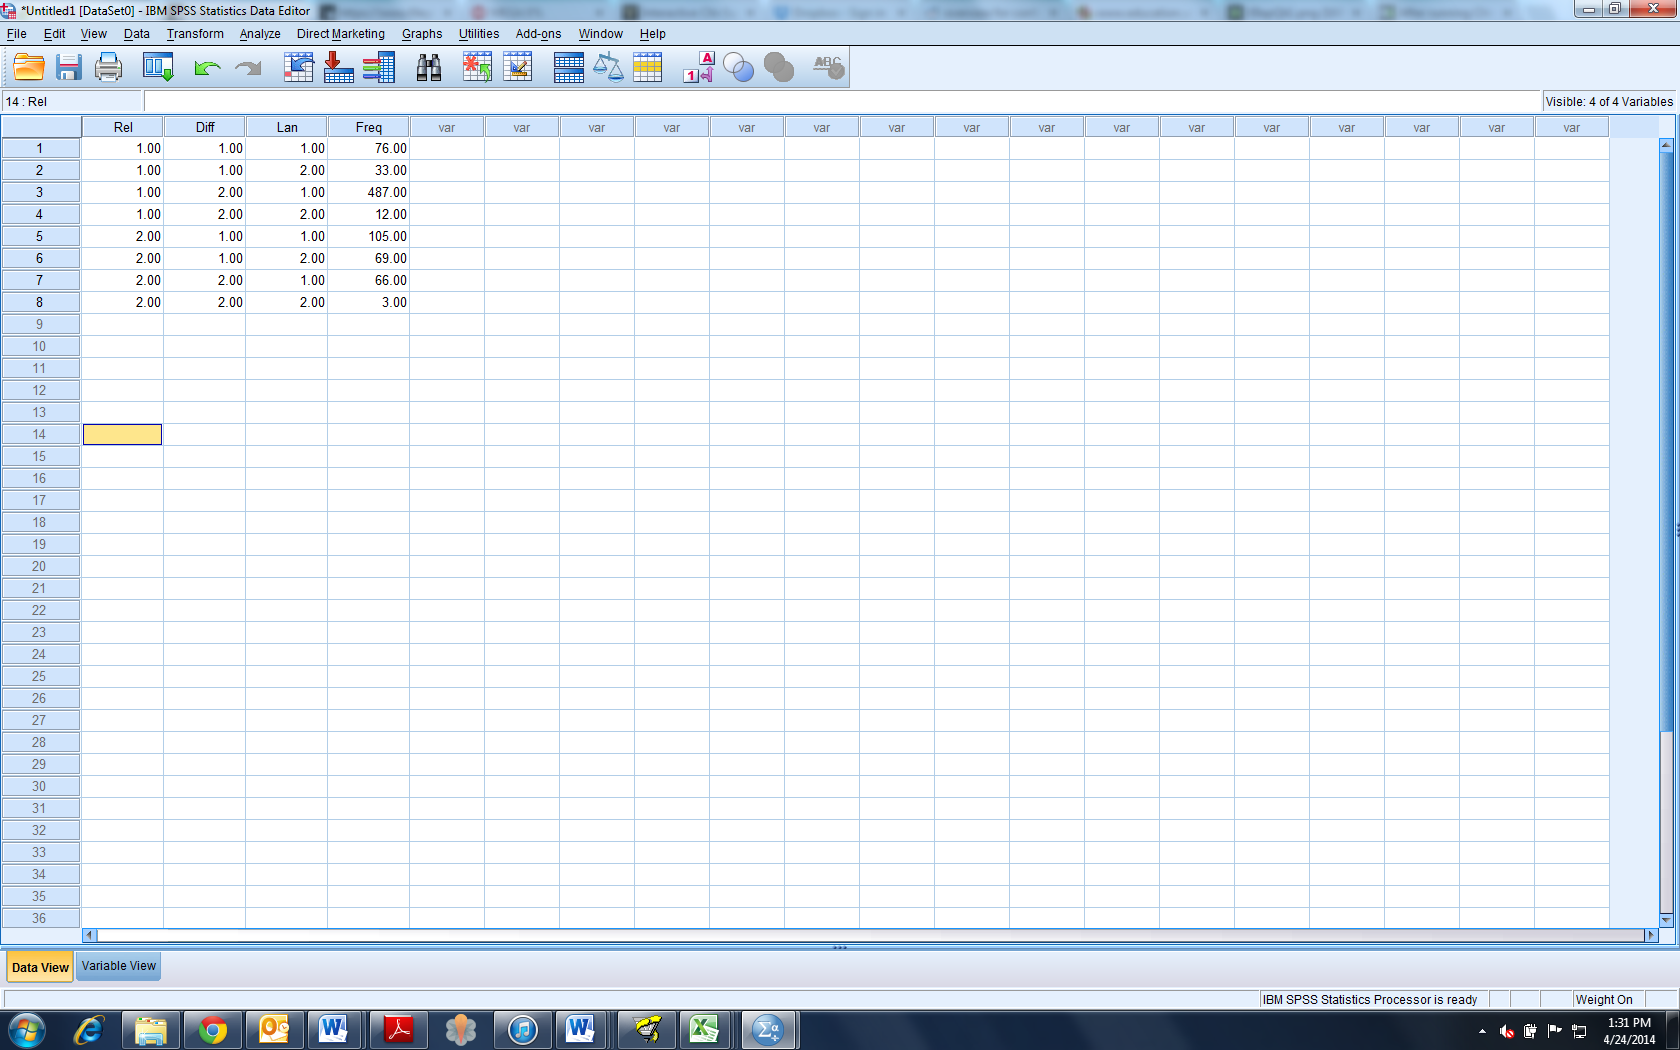 *Untitled1 [DataSet0] - IBM SPSS Statistics Data Editor
File Edit View Data Transform Analyze Direct Marketing Graphs Utilities Add-ons Window Help
14 : Rel
Visible: 4 of 4 Variables
Rel Diff Lan Freq var var var var var var var var var var var var var var var var
1 1.00 1.00 1.00 76.00
2 1.00 1.00 2.00 33.00
3 1.00 2.00 1.00 487.00
4 1.00 2.00 2.00 12.00
5 2.00 1.00 1.00 105.00
6 2.00 1.00 2.00 69.00
7 2.00 2.00 1.00 66.00
8 2.00 2.00 2.00 3.00
9
10
11
12
13
14
15
16
17
18
19
20
21
22
23
24
25
26
27
28
29
30
31
32
33
34
35
36
Data View Variable View
IBM SPSS Statistics Processor is ready Weight On
1:31 PM
4/24/2014